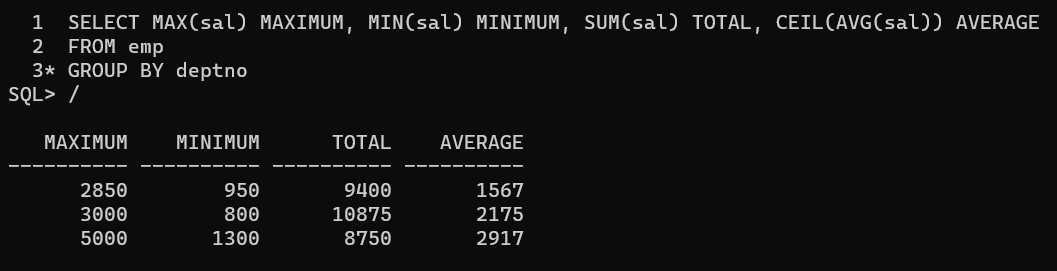 1  SELECT MAX(sal) MAXIMUM, MIN(sal) MINIMUM, SUM(sal) TOTAL, CEIL(AVG(sal)) AVERAGE
  2  FROM emp
  3* GROUP BY deptno
SQL> /
   MAXIMUM    MINIMUM      TOTAL    AVERAGE
---------- ---------- ---------- ----------
      2850        950       9400       1567
      3000        800      10875       2175
      5000       1300       8750       2917